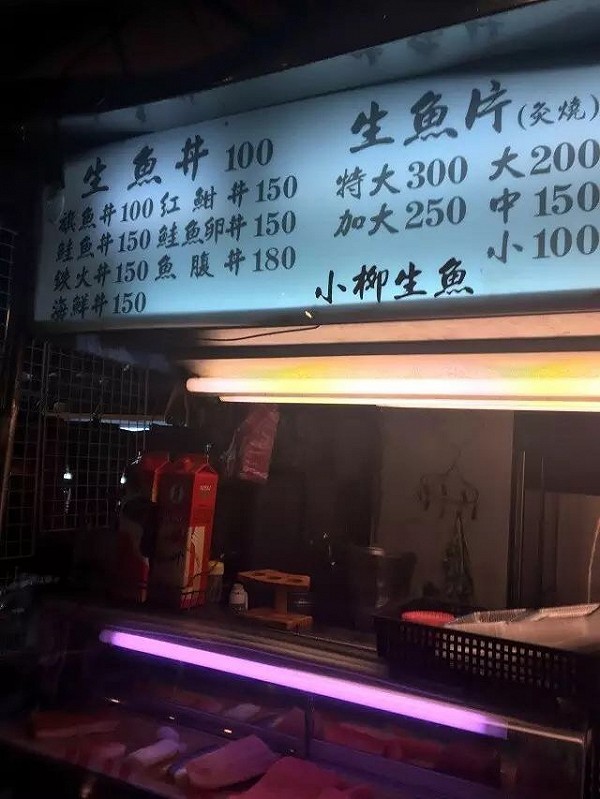 生魚丼 100
旗魚丼100 紅魽丼150
鮭魚丼150 鮭魚卵丼150
鉄火丼150 魚腹丼180
海鮮丼150
生魚片(炙燒)
特大300 大200
加大250 中150
小100
小柳生魚